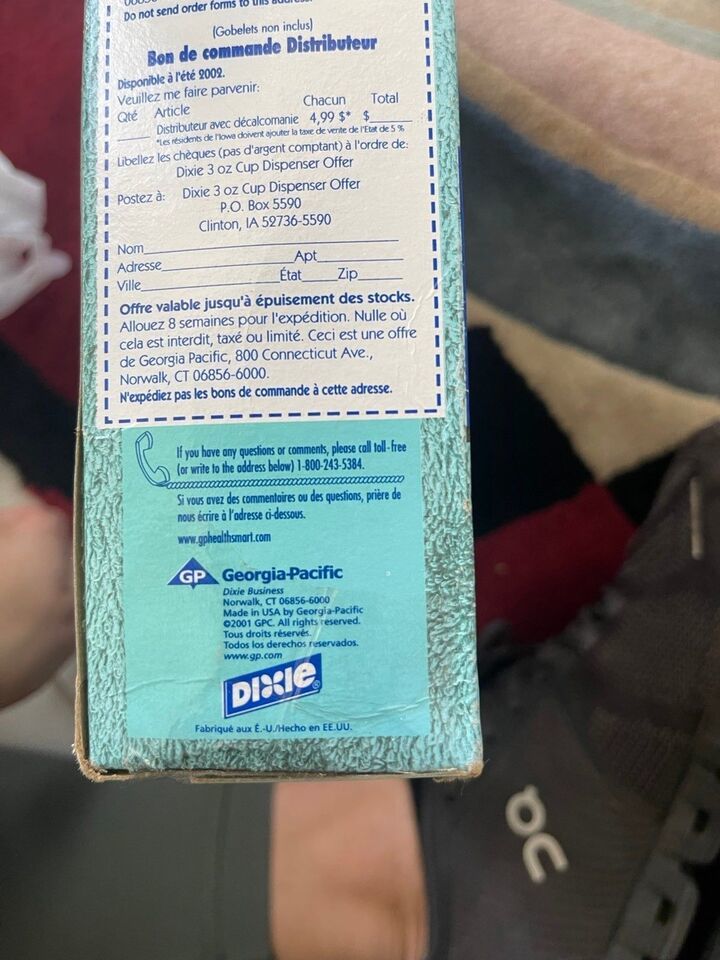 Do not send order forms to this address.
(Gobelets non inclus)
Bon de commande Distributeur
Disponible à l'été 2002.
Veuillez me faire parvenir:
Qté Article Chacun Total
____ Distributeur avec décalcomanie 4,99 $* $______
*Les résidents de l'Iowa doivent ajouter la taxe de vente de l'État de 5 %
Libellez les chèques (pas d'argent comptant) à l'ordre de:
Dixie 3 oz Cup Dispenser Offer
Postez à: Dixie 3 oz Cup Dispenser Offer
P.O. Box 5590
Clinton, IA 52736-5590
Nom
Adresse Apt
Ville État Zip
Offre valable jusqu'à épuisement des stocks.
Allouez 8 semaines pour l'expédition. Nulle où
cela est interdit, taxé ou limité. Ceci est une offre
de Georgia Pacific, 800 Connecticut Ave.,
Norwalk, CT 06856-6000.
N'expédiez pas les bons de commande à cette adresse.
If you have any questions or comments, please call toll-free
(or write to the address below) 1-800-243-5384.
Si vous avez des commentaires ou des questions, prière de
nous écrire à l'adresse ci-dessous.
www.gphealthsmart.com
GP Georgia-Pacific
Dixie Business
Norwalk, CT 06856-6000
Made in USA by Georgia-Pacific
©2001 GPC. All rights reserved.
Tous droits réservés.
Todos los derechos reservados.
www.gp.com
DIXIE®
Fabriqué aux É.-U./Hecho en EE.UU.